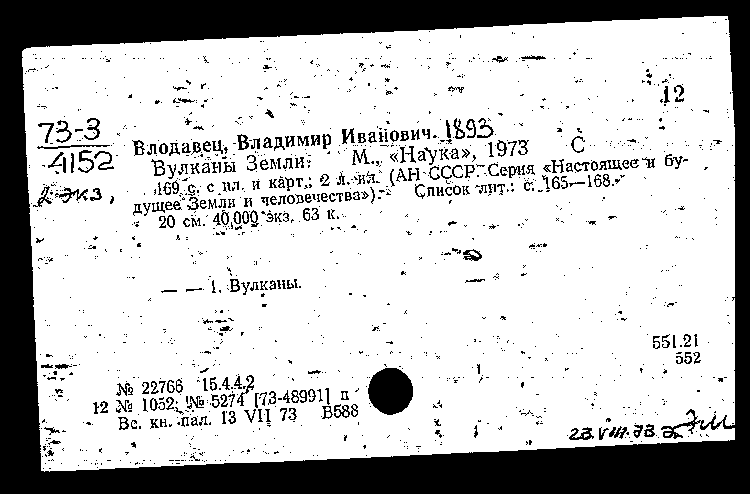 12
73-3
4152
2 экз.
Влодавец, Владимир Иванович. 1893
Вулканы Земли. М., «Наука», 1973 С
169 с. с ил. и карт.; 2 л. ил. (АН СССР. Серия «Настоящее и бу-
дущее Земли и человечества»). Список лит.: с. 165—168.
20 см. 40.000 экз. 63 к.
— — 1. Вулканы.
551.21
552
№ 22766 15.4.4.2
12 № 1052; № 5274 [73-48991] п
Вс. кн. пал. 13 VII 73 В588
23.VIII.73